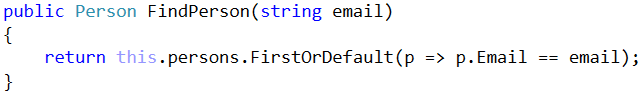 public Person FindPerson(string email)
{
    return this.persons.FirstOrDefault(p => p.Email == email);
}